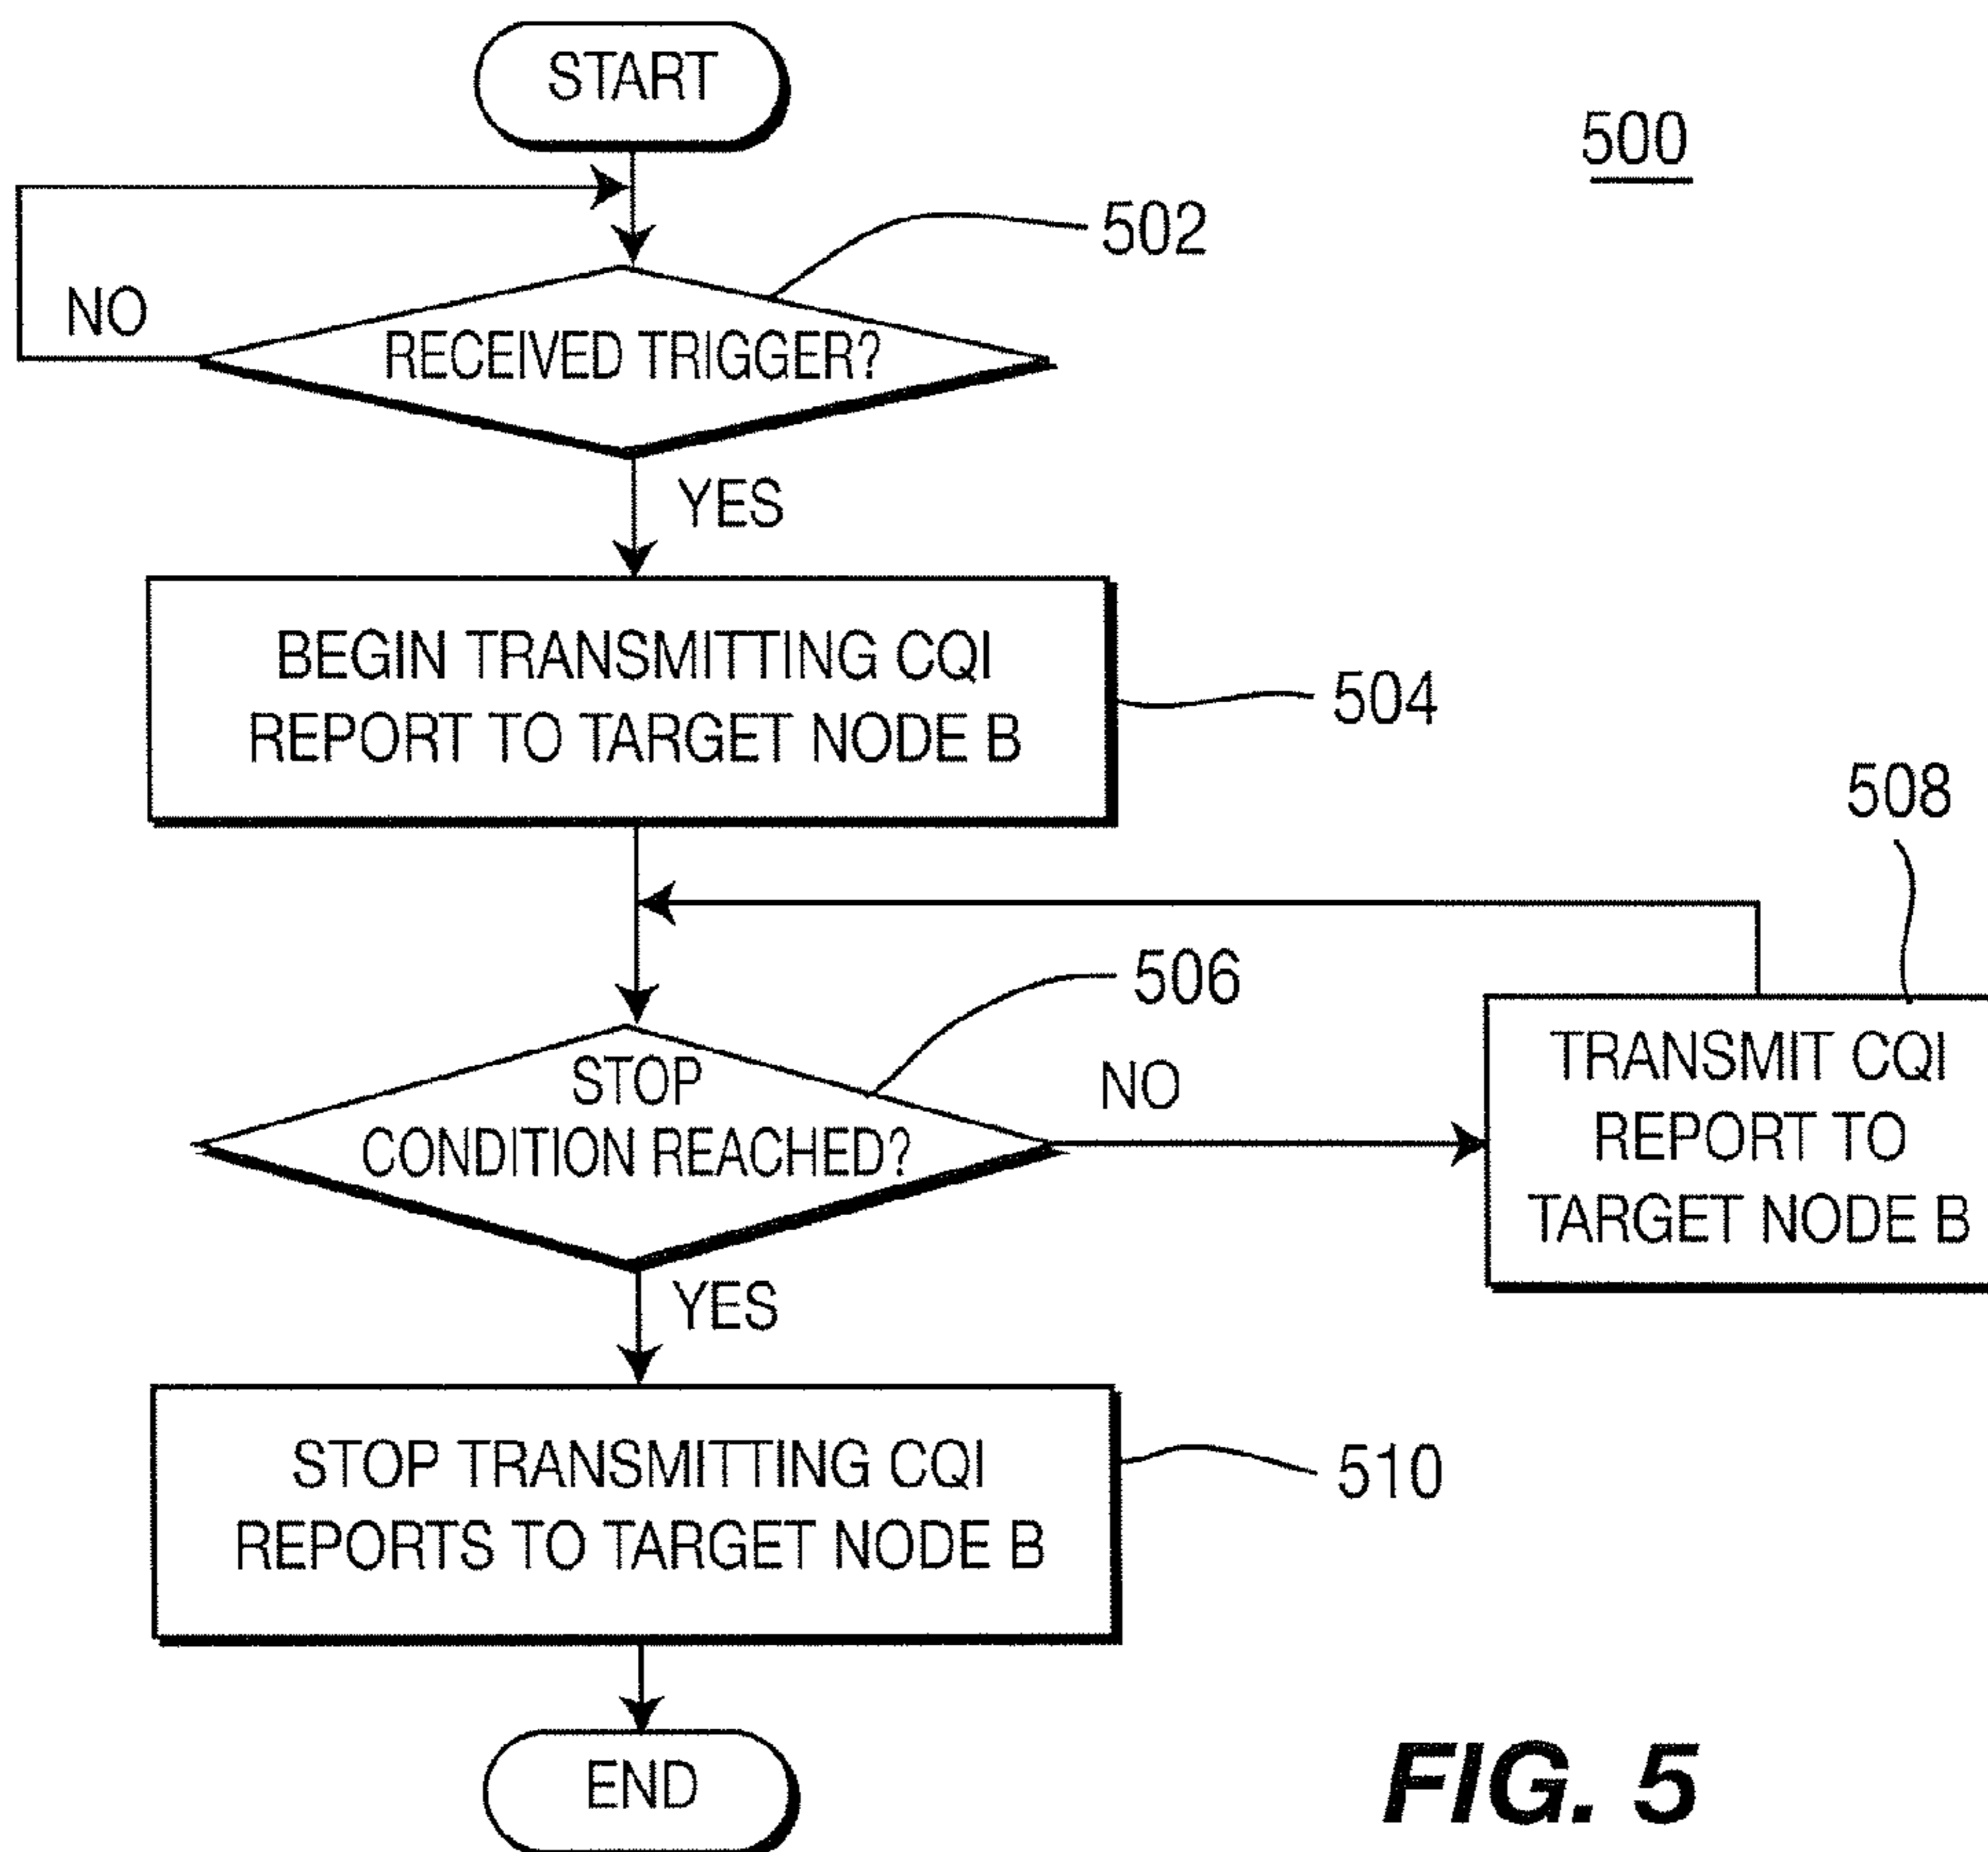 START
500
502
NO
RECEIVED TRIGGER?
YES
BEGIN TRANSMITTING CQI
REPORT TO TARGET NODE B
504
508
506
STOP
CONDITION REACHED?
NO
TRANSMIT CQI
REPORT TO
TARGET NODE B
YES
STOP TRANSMITTING CQI
REPORTS TO TARGET NODE B
510
END
FIG. 5